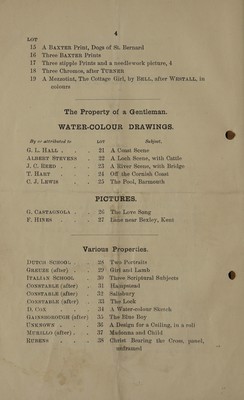 4
LOT
15 A BAXTER Print, Dogs of St. Bernard
16 Three BAXTER Prints
17 Three stipple Prints and a needlework picture, 4
18 Three Chromos, after TURNER
19 A Mezzotint, The Cottage Girl, by BELL, after WESTALL, in
colours
The Property of a Gentleman.
WATER-COLOUR DRAWINGS.
By or attributed to LOT Subject.
G. L. HALL . . 21 A Coast Scene
ALBERT STEVENS . 22 A Loch Scene, with Cattle
J. C. REED . . . 23 A River Scene, with Bridge
T. HART . . . 24 Off the Cornish Coast
C. J. LEWIS . . 25 The Pool, Barmouth
PICTURES.
G. CASTAGNOLA . . 26 The Love Song
F. HINES . . . 27 Lane near Bexley, Kent
Various Properties.
DUTCH SCHOOL . . 28 Two Portraits
GREUZE (after) . . 29 Girl and Lamb
ITALIAN SCHOOL . 30 Three Scriptural Subjects
CONSTABLE (after) . 31 Hampstead
CONSTABLE (after) . 32 Salisbury
CONSTABLE (after) . 33 The Lock
D. COX . . . 34 A Water-colour Sketch
GAINSBOROUGH (after) 35 The Blue Boy
UNKNOWN . . . 36 A Design for a Ceiling, in a roll
MURILLO (after) . . 37 Madonna and Child
RUBENS . . . 38 Christ Bearing the Cross, panel,
unframed